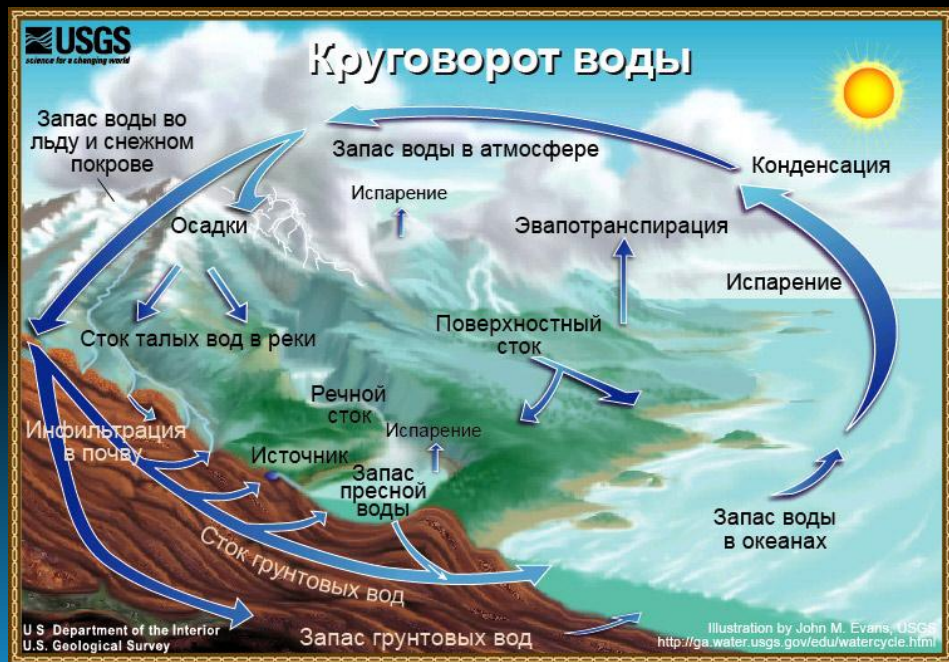 USGS
science for a changing world
Круговорот воды
Запас воды во
льду и снежном
покрове
Запас воды в атмосфере
Конденсация
Испарение
Осадки
Эвапотранспирация
Испарение
Сток талых вод в реки
Поверхностный
сток
Речной
сток
Инфильтрация
в почву
Испарение
Источник
Запас
пресной
воды
Запас воды
в океанах
Сток грунтовых вод
Запас грунтовых вод
U S Department of the Interior
U.S. Geological Survey
Illustration by John M. Evans, USGS
http://ga.water.usgs.gov/edu/watercycle.html